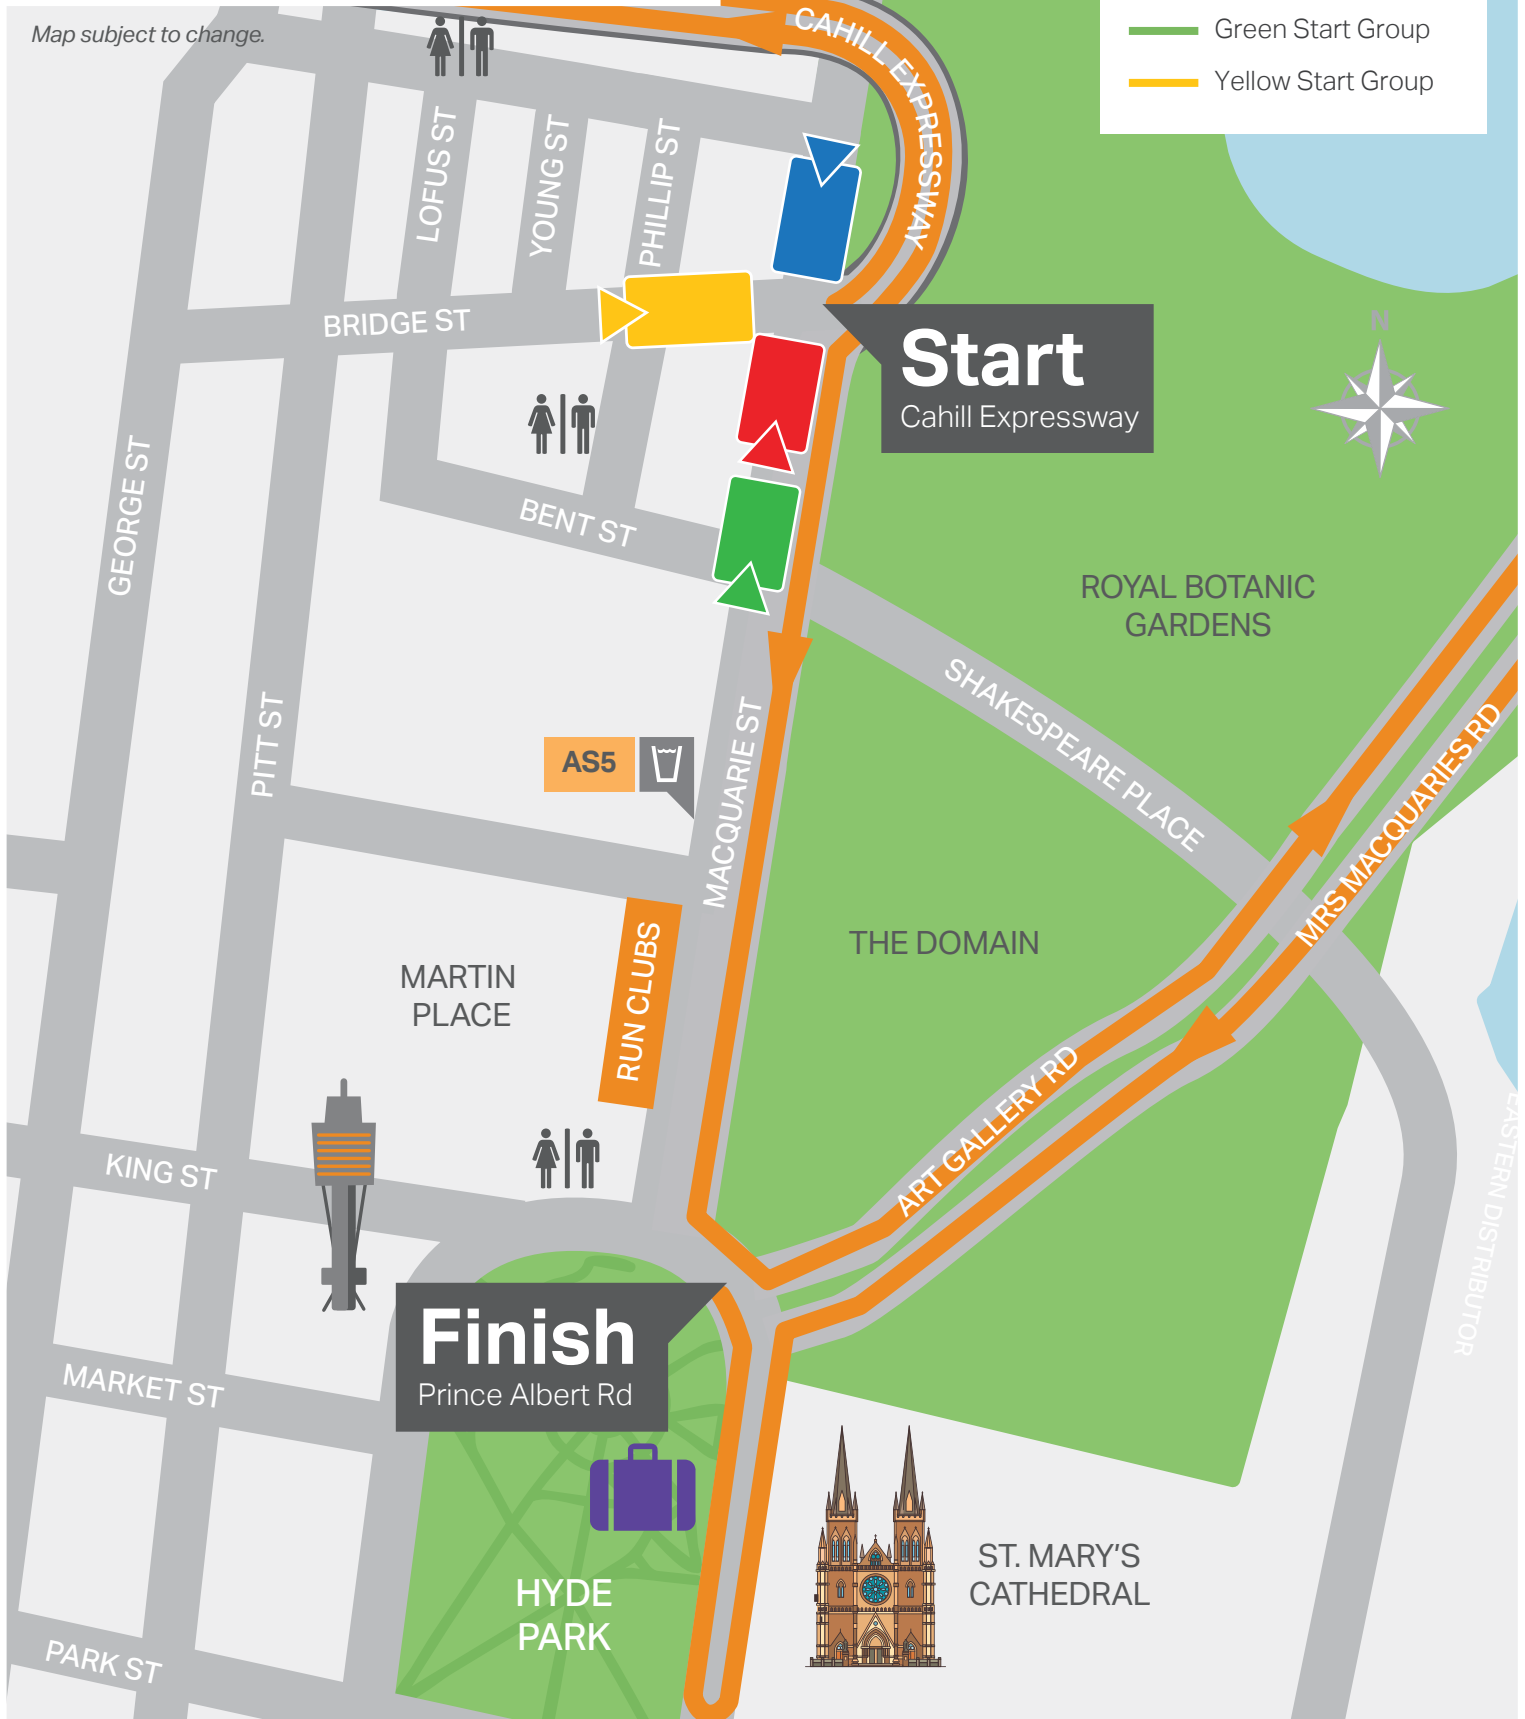 Map subject to change.
Green Start Group
Yellow Start Group
CAHILL EXPRESSWAY
LOFUS ST
YOUNG ST
PHILLIP ST
BRIDGE ST
Start
Cahill Expressway
N
GEORGE ST
BENT ST
ROYAL BOTANIC
GARDENS
SHAKESPEARE PLACE
PITT ST
AS5
MACQUARIE ST
MRS MACQUARIES RD
THE DOMAIN
MARTIN
PLACE
RUN CLUBS
ART GALLERY RD
KING ST
EASTERN DISTRIBUTOR
Finish
Prince Albert Rd
MARKET ST
HYDE
PARK
ST. MARY'S
CATHEDRAL
PARK ST